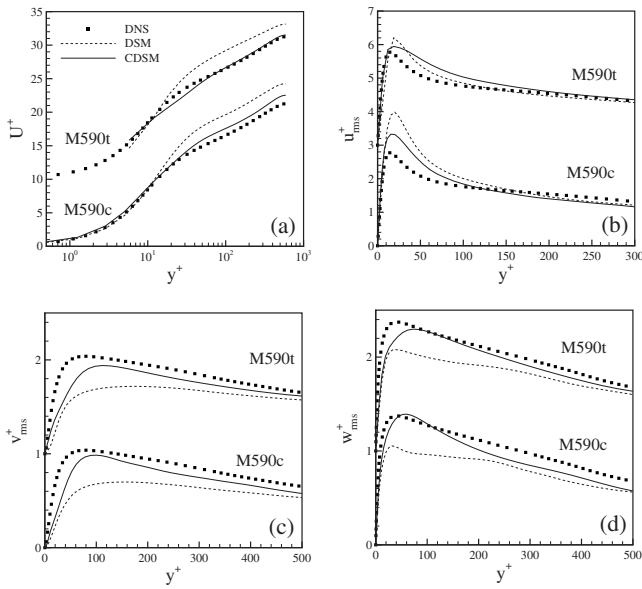 35
30
25
20
15
10
5
0
U+
DNS
DSM
CDSM
M590t
M590c
(a)
10^0
10^1
10^2
10^3
y+
6
5
4
3
2
1
0
u+rms
M590t
M590c
(b)
0 50 100 150 200 250 300
y+
2
1
0
v+rms
M590t
M590c
(c)
0 100 200 300 400 500
y+
2
1
0
w+rms
M590t
M590c
(d)
0 100 200 300 400 500
y+